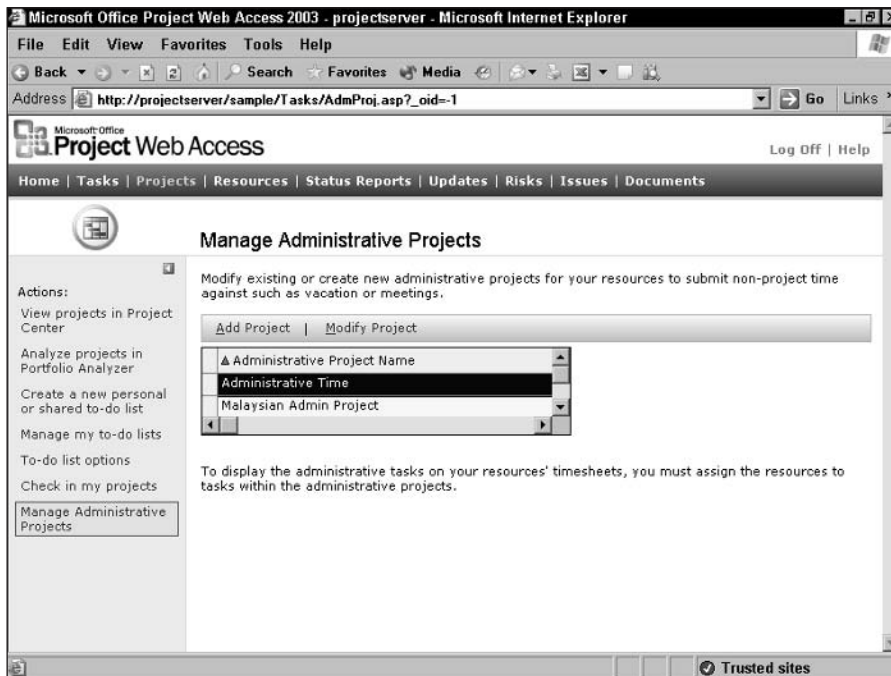 Microsoft Office Project Web Access 2003 - projectserver - Microsoft Internet Explorer
File Edit View Favorites Tools Help
Back Search Favorites Media
Address http://projectserver/sample/Tasks/AdmProj.asp?_oid=-1 Go Links
Microsoft Office
Project Web Access
Log Off | Help
Home | Tasks | Projects | Resources | Status Reports | Updates | Risks | Issues | Documents
Manage Administrative Projects
Modify existing or create new administrative projects for your resources to submit non-project time
against such as vacation or meetings.
Add Project | Modify Project
Administrative Project Name
Administrative Time
Malaysian Admin Project
To display the administrative tasks on your resources' timesheets, you must assign the resources to
tasks within the administrative projects.
Actions:
View projects in Project
Center
Analyze projects in
Portfolio Analyzer
Create a new personal
or shared to-do list
Manage my to-do lists
To-do list options
Check in my projects
Manage Administrative
Projects
Trusted sites